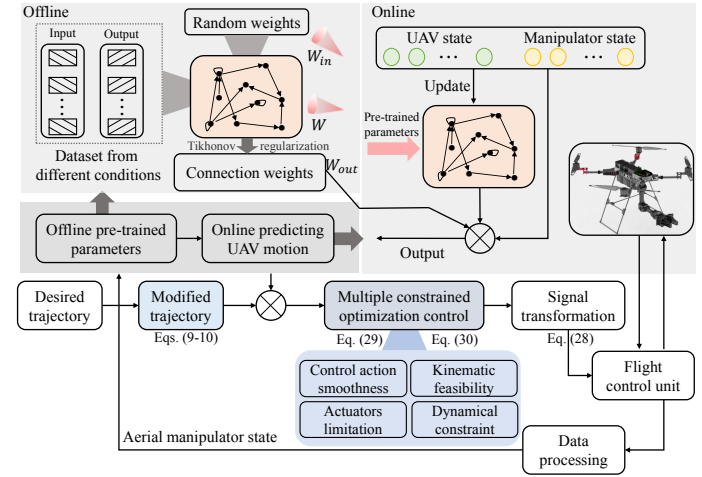 Offline
Input
Output
Dataset from
different conditions
Random weights
W_in
W
Tikhonov
regularization
Connection weights
W_out
Online
UAV state
Manipulator state
Update
Pre-trained
parameters
Output
Offline pre-trained
parameters
Online predicting
UAV motion
Desired
trajectory
Modified
trajectory
Eqs. (9-10)
Multiple constrained
optimization control
Eq. (29)
Eq. (30)
Signal
transformation
Eq. (28)
Control action
smoothness
Kinematic
feasibility
Actuators
limitation
Dynamical
constraint
Flight
control unit
Aerial manipulator state
Data
processing